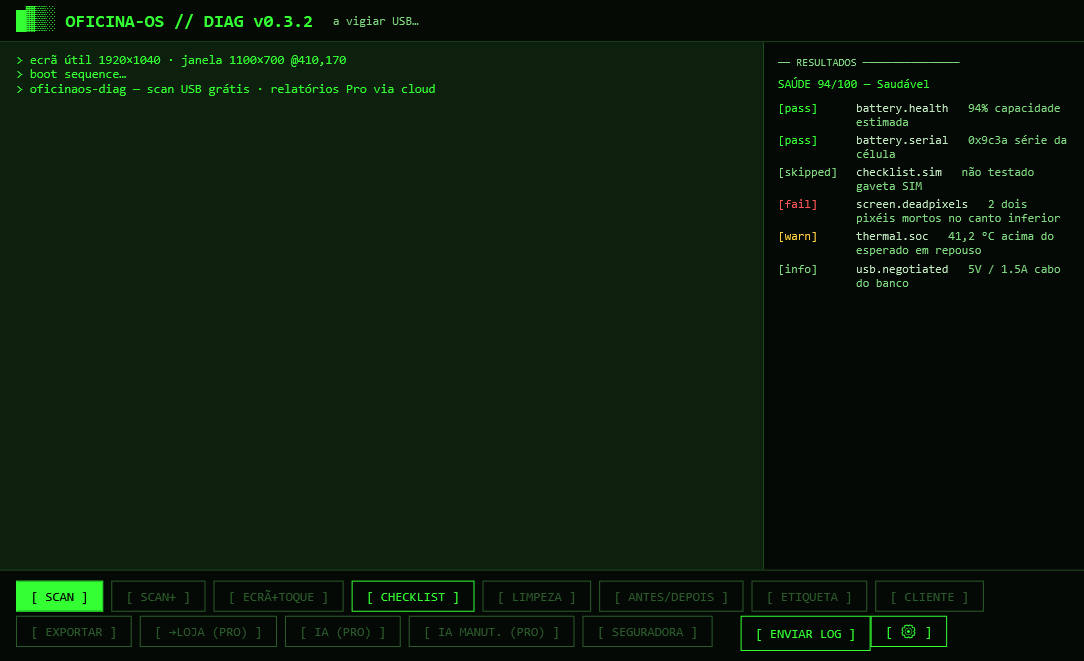 OFICINA-OS // DIAG v0.3.2 a vigiar USB…
> ecrã útil 1920×1040 · janela 1100×700 @410,170
> boot sequence…
> oficinaos-diag — scan USB grátis · relatórios Pro via cloud
── RESULTADOS ───────────────
SAÚDE 94/100 — Saudável
[pass] battery.health 94% capacidade
estimada
[pass] battery.serial 0x9c3a série da
célula
[skipped] checklist.sim não testado
gaveta SIM
[fail] screen.deadpixels 2 dois
pixéis mortos no canto inferior
[warn] thermal.soc 41,2 °C acima do
esperado em repouso
[info] usb.negotiated 5V / 1.5A cabo
do banco
[ SCAN ] [ SCAN+ ] [ ECRÃ+TOQUE ] [ CHECKLIST ] [ LIMPEZA ] [ ANTES/DEPOIS ] [ ETIQUETA ] [ CLIENTE ]
[ EXPORTAR ] [ →LOJA (PRO) ] [ IA (PRO) ] [ IA MANUT. (PRO) ] [ SEGURADORA ] [ ENVIAR LOG ] [ ⚙ ]